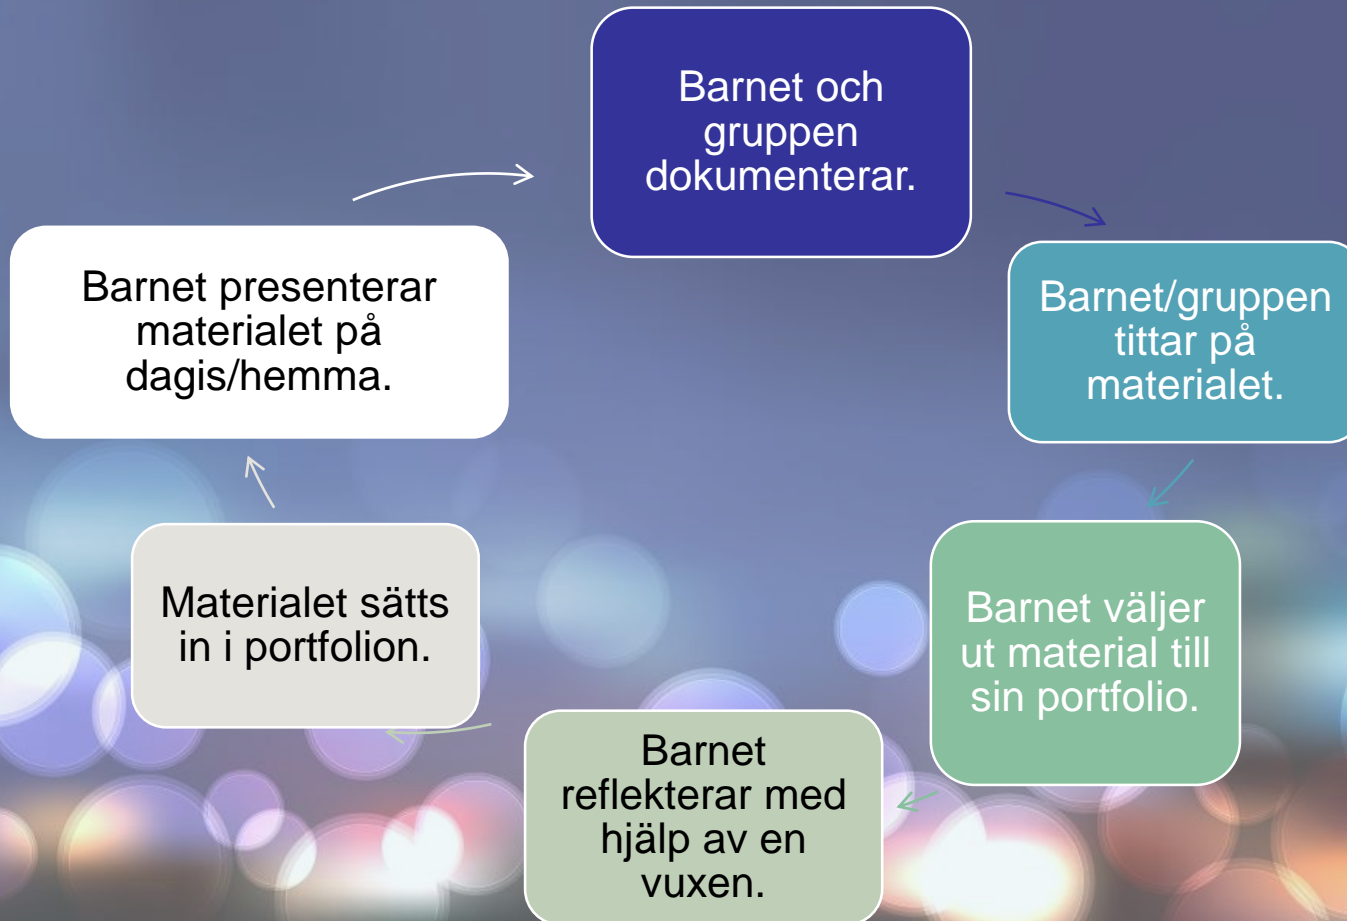 Barnet och
gruppen
dokumenterar.
Barnet/gruppen
tittar på
materialet.
Barnet väljer
ut material till
sin portfolio.
Barnet
reflekterar med
hjälp av en
vuxen.
Materialet sätts
in i portfolion.
Barnet presenterar
materialet på
dagis/hemma.